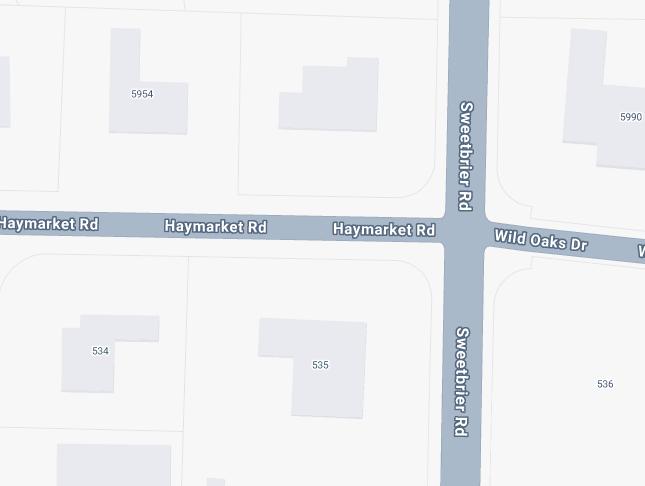 5954
5990
Sweetbrier Rd
Haymarket Rd
Haymarket Rd
Haymarket Rd
Wild Oaks Dr
W
534
535
536
Sweetbrier Rd